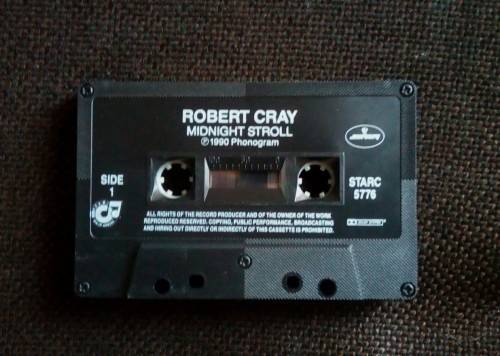 ROBERT CRAY
MIDNIGHT STROLL
℗1990 Phonogram
SIDE
1
STARC
5776
ALL RIGHTS OF THE RECORD PRODUCER AND OF THE OWNER OF THE WORK
REPRODUCED RESERVED. COPYING, PUBLIC PERFORMANCE, BROADCASTING
AND HIRING OUT DIRECTLY OR INDIRECTLY OF THIS CASSETTE IS PROHIBITED.